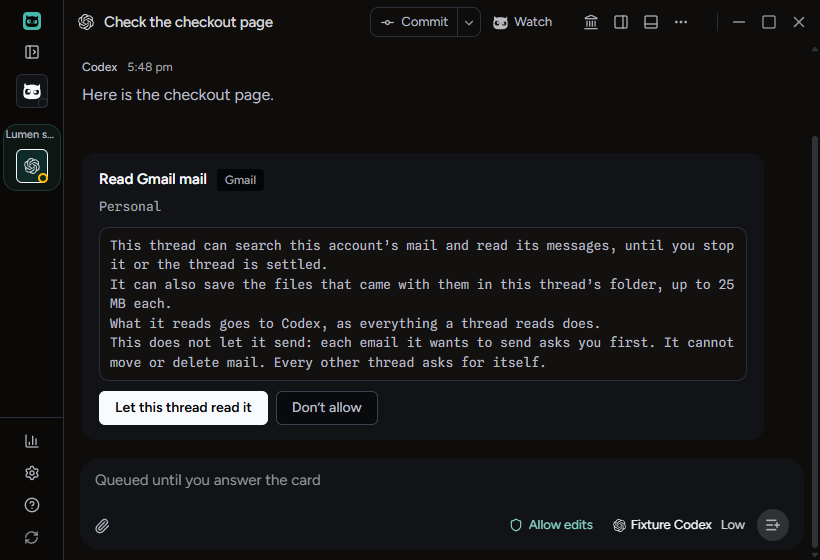 Check the checkout page
Commit
Watch
Codex 5:48 pm
Here is the checkout page.
Lumen s...
Read Gmail mail Gmail
Personal
This thread can search this account’s mail and read its messages, until you stop
it or the thread is settled.
It can also save the files that came with them in this thread’s folder, up to 25
MB each.
What it reads goes to Codex, as everything a thread reads does.
This does not let it send: each email it wants to send asks you first. It cannot
move or delete mail. Every other thread asks for itself.
Let this thread read it
Don’t allow
Queued until you answer the card
Allow edits
Fixture Codex Low